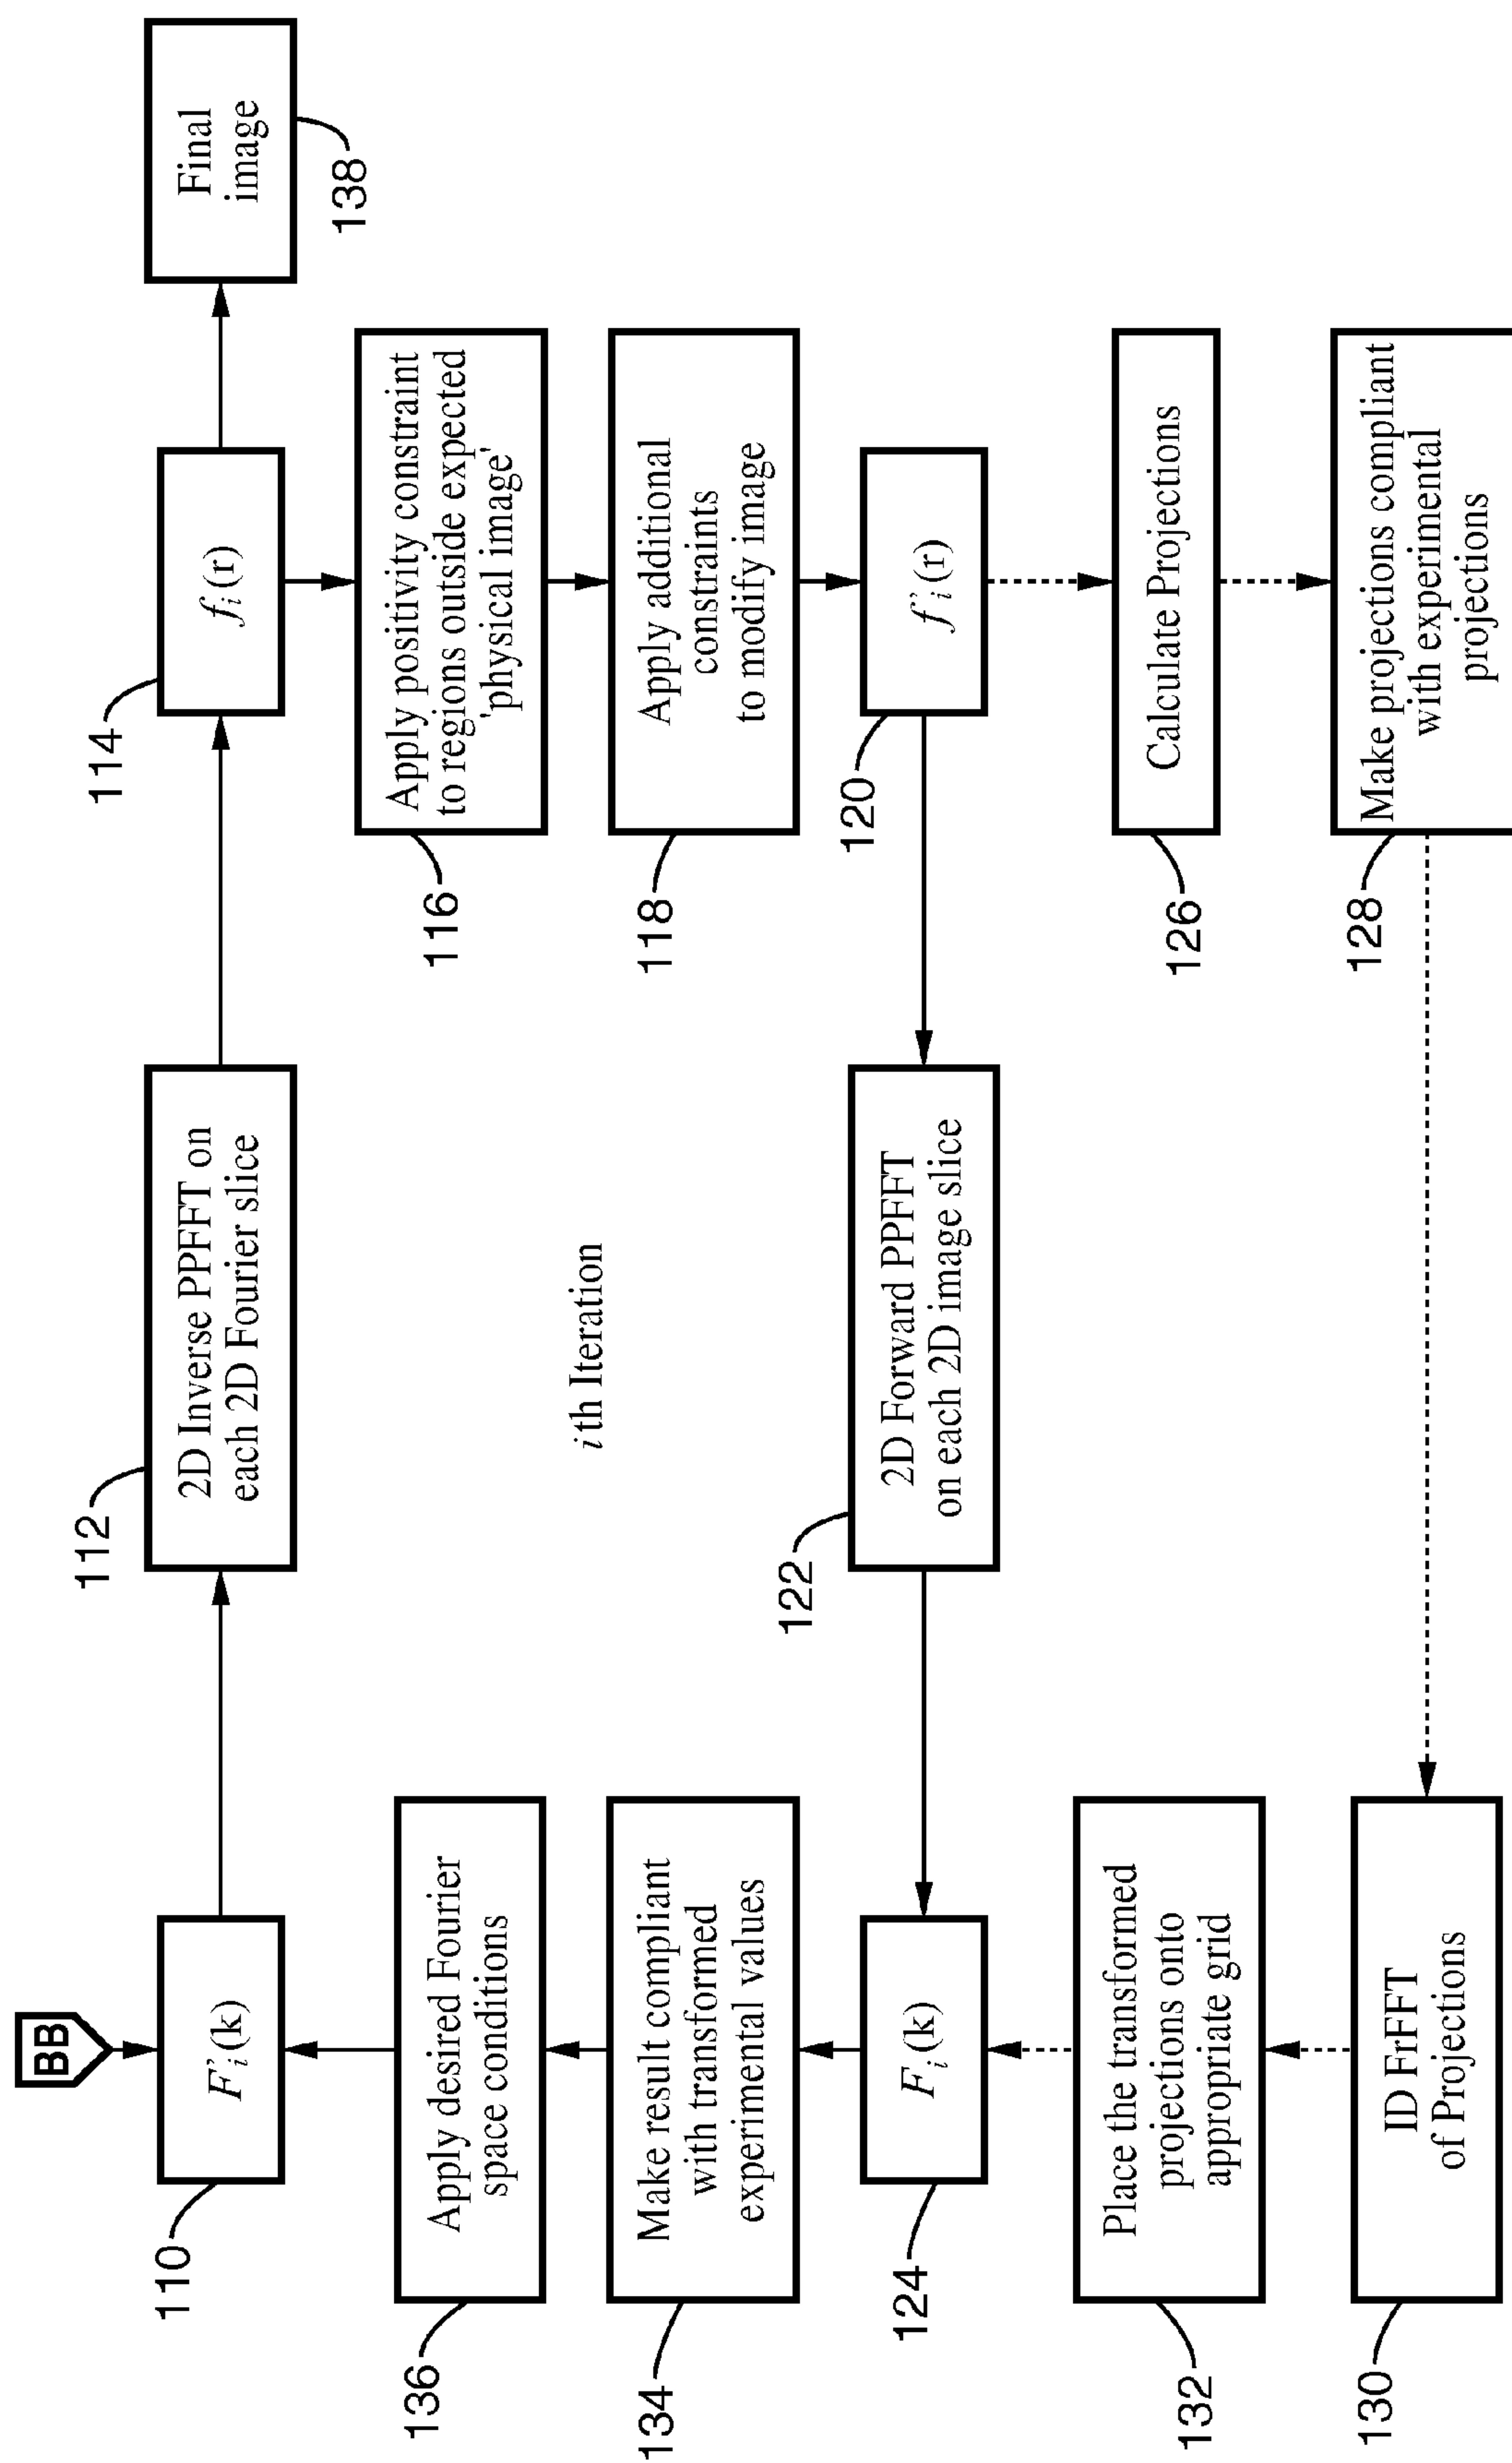 BB
110
F'i(k)
112
2D Inverse PPFFT on
each 2D Fourier slice
114
fi(r)
Final
image
138
136
Apply desired Fourier
space conditions
116
Apply positivity constraint
to regions outside expected
'physical image'
ith Iteration
134
Make result compliant
with transformed
experimental values
118
Apply additional
constraints
to modify image
124
Fi(k)
122
2D Forward PPFFT
on each 2D image slice
120
f'i(r)
132
Place the transformed
projections onto
appropriate grid
126
Calculate Projections
130
ID FrFFT
of Projections
128
Make projections compliant
with experimental
projections